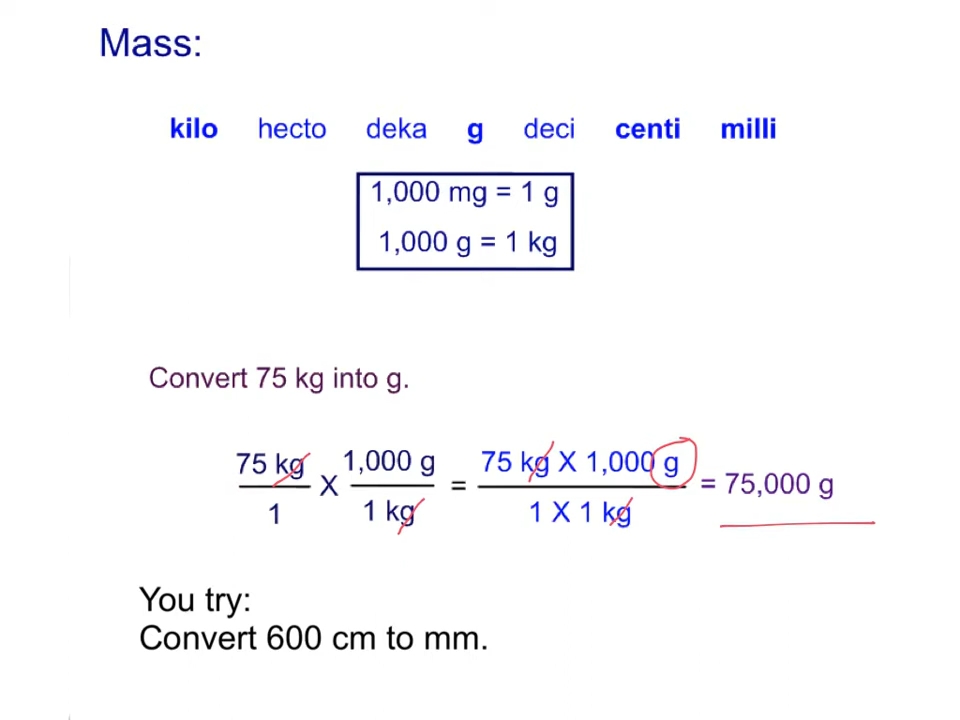 Mass:
kilo hecto deka g deci centi milli
1,000 mg = 1 g
1,000 g = 1 kg
Convert 75 kg into g.
75 kg X 1,000 g = 75 kg X 1,000 g = 75,000 g
1 1 kg 1 X 1 kg
You try:
Convert 600 cm to mm.